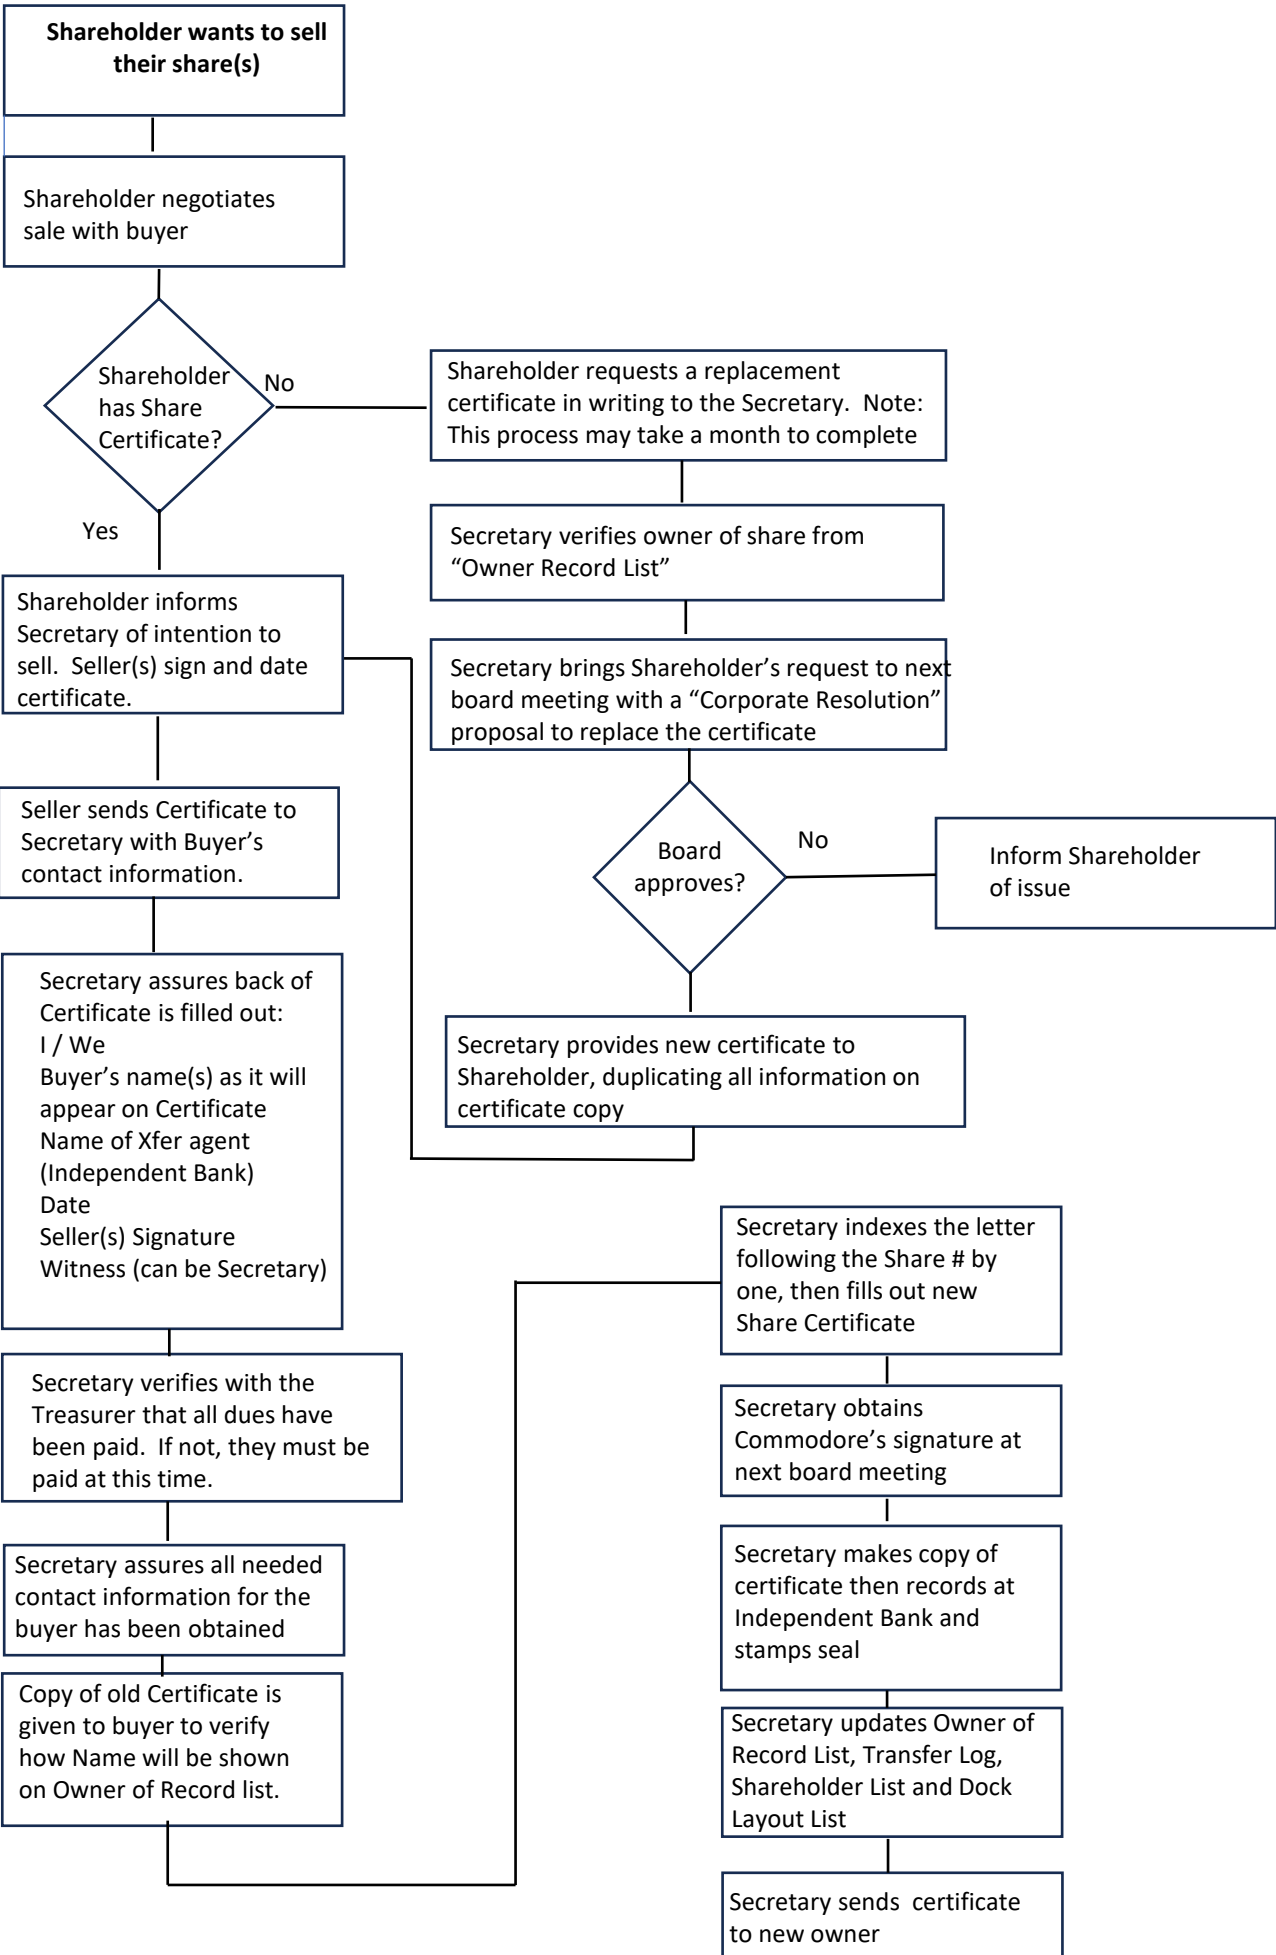 Shareholder wants to sell
their share(s)
Shareholder negotiates
sale with buyer
Shareholder
has Share
Certificate?
No
Shareholder requests a replacement
certificate in writing to the Secretary.  Note:
This process may take a month to complete
Secretary verifies owner of share from
“Owner Record List”
Secretary brings Shareholder’s request to next
board meeting with a “Corporate Resolution”
proposal to replace the certificate
Board
approves?
No
Inform Shareholder
of issue
Secretary provides new certificate to
Shareholder, duplicating all information on
certificate copy
Yes
Shareholder informs
Secretary of intention to
sell.  Seller(s) sign and date
certificate.
Seller sends Certificate to
Secretary with Buyer’s
contact information.
Secretary assures back of
Certificate is filled out:
I / We
Buyer’s name(s) as it will
appear on Certificate
Name of Xfer agent
(Independent Bank)
Date
Seller(s) Signature
Witness (can be Secretary)
Secretary verifies with the
Treasurer that all dues have
been paid.  If not, they must be
paid at this time.
Secretary assures all needed
contact information for the
buyer has been obtained
Copy of old Certificate is
given to buyer to verify
how Name will be shown
on Owner of Record list.
Secretary indexes the letter
following the Share # by
one, then fills out new
Share Certificate
Secretary obtains
Commodore’s signature at
next board meeting
Secretary makes copy of
certificate then records at
Independent Bank and
stamps seal
Secretary updates Owner of
Record List, Transfer Log,
Shareholder List and Dock
Layout List
Secretary sends  certificate
to new owner